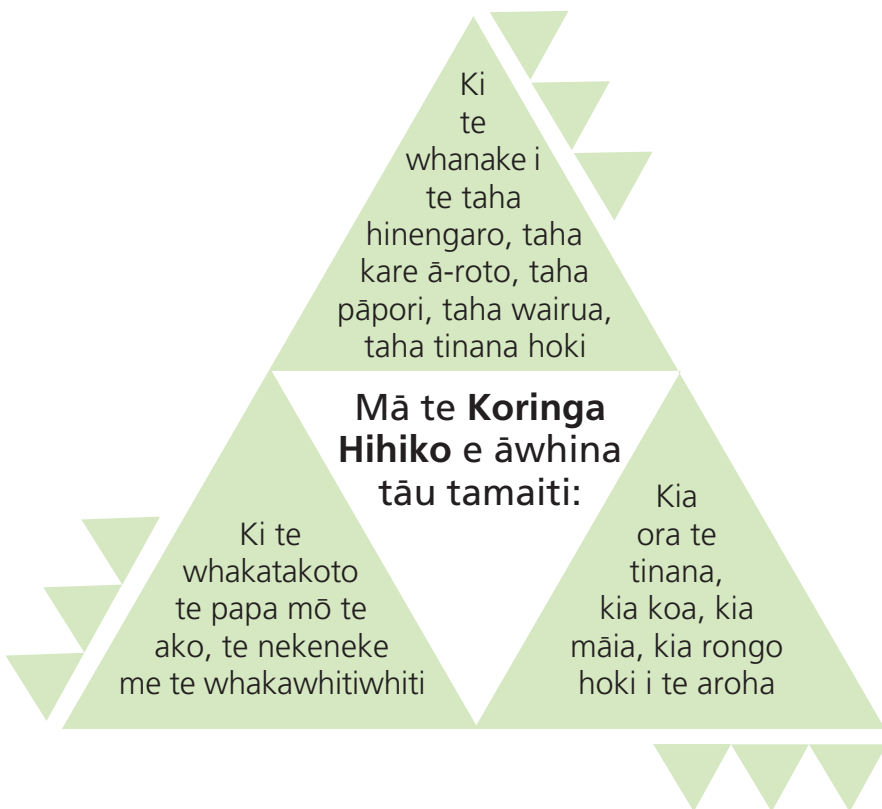 Ki
te
whanake i
te taha
hinengaro, taha
kare ā-roto, taha
pāpori, taha wairua,
taha tinana hoki
Mā te Koringa
Hihiko e āwhina
tāu tamaiti:
Ki te
whakatakoto
te papa mō te
ako, te nekeneke
me te whakawhitiwhiti
Kia
ora te
tinana,
kia koa, kia
māia, kia rongo
hoki i te aroha